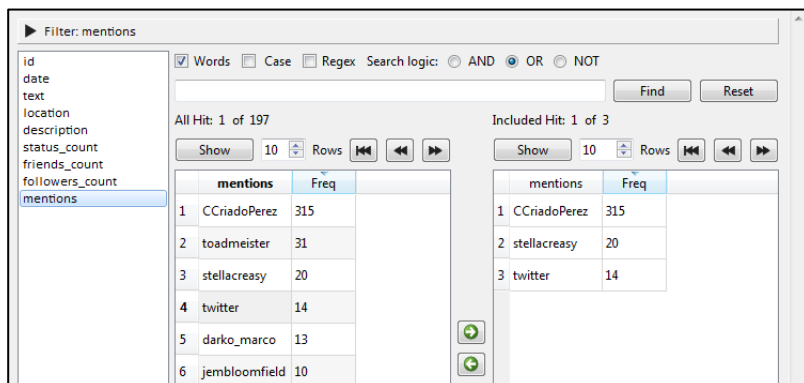 Filter: mentions
id
date
text
location
description
status_count
friends_count
followers_count
mentions
Words Case Regex Search logic: AND OR NOT
Find Reset
All Hit: 1 of 197
Show 10 Rows
mentions Freq
1 CCriadoPerez 315
2 toadmeister 31
3 stellacreasy 20
4 twitter 14
5 darko_marco 13
6 jembloomfield 10
Included Hit: 1 of 3
Show 10 Rows
mentions Freq
1 CCriadoPerez 315
2 stellacreasy 20
3 twitter 14